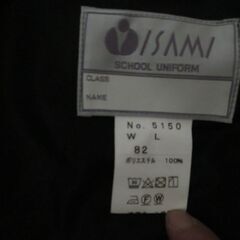 ISAMI
SCHOOL UNIFORM
CLASS
NAME
No. 5150
W L
82
ポリエステル 100%